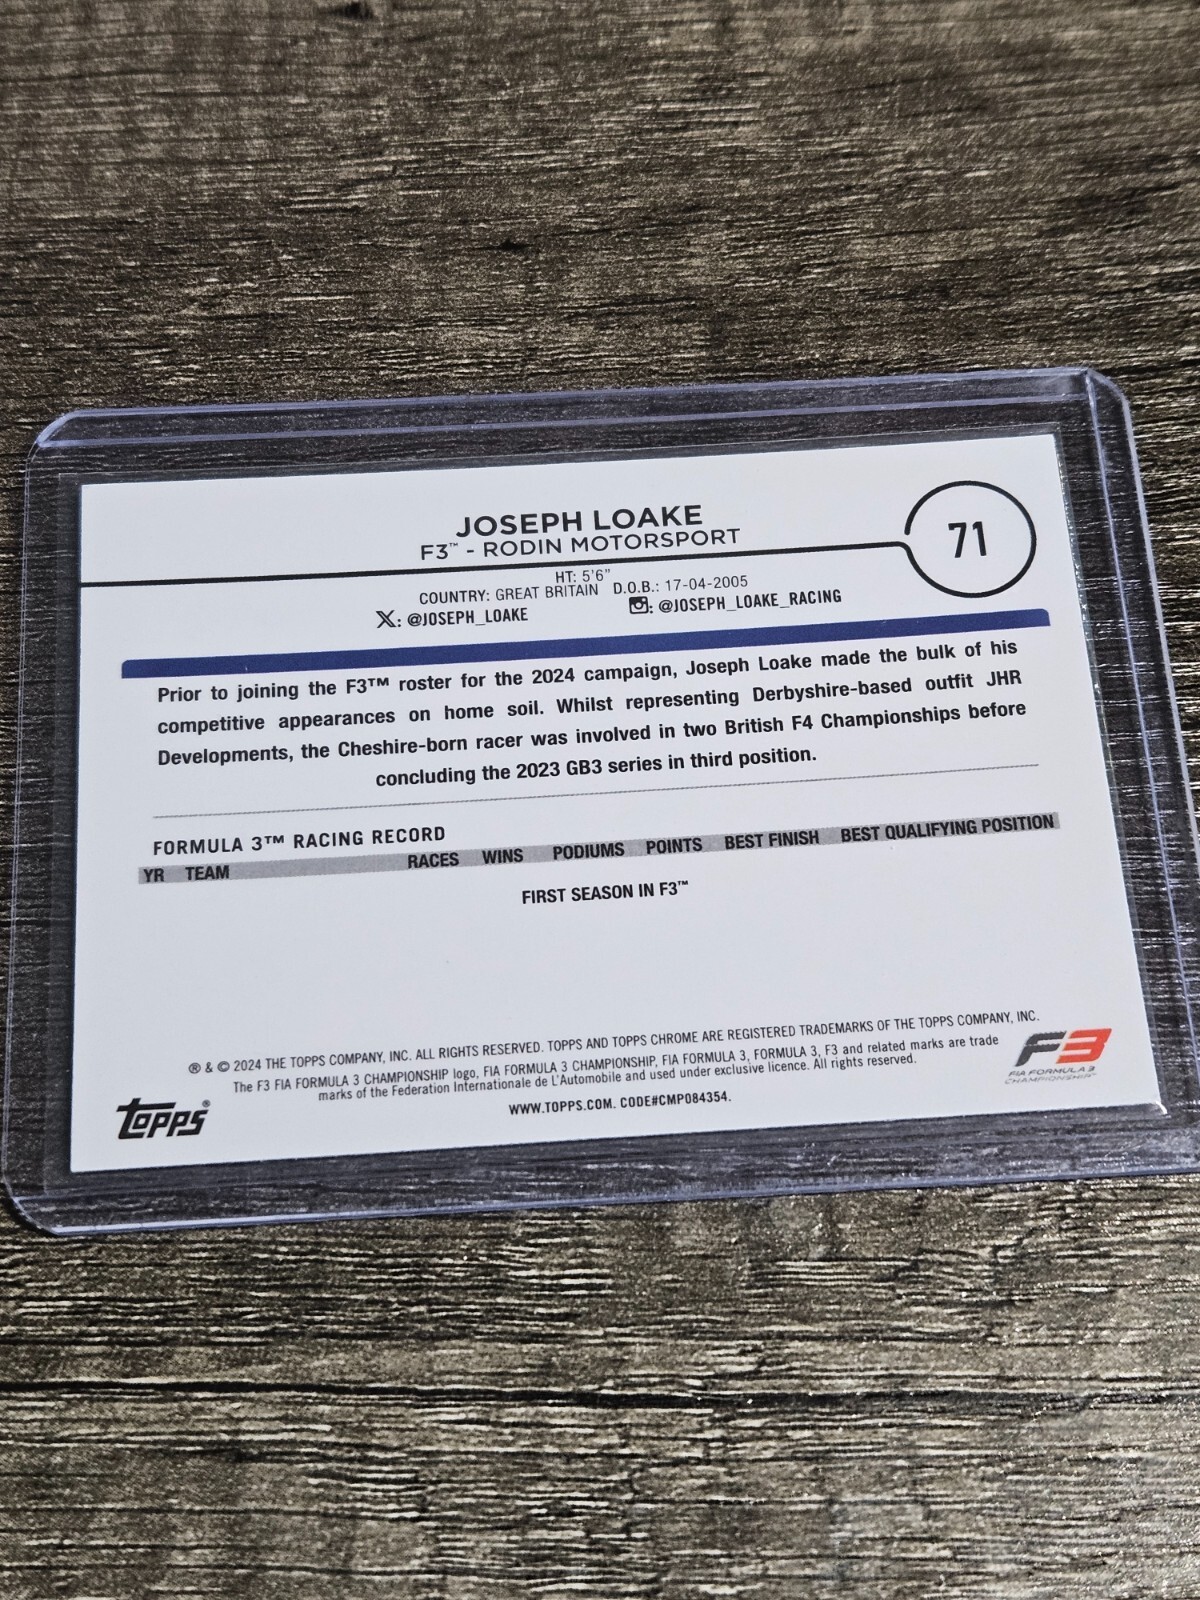 71
JOSEPH LOAKE
F3™ - RODIN MOTORSPORT
HT: 5'6"
COUNTRY: GREAT BRITAIN D.O.B.: 17-04-2005
X: @JOSEPH_LOAKE : @JOSEPH_LOAKE_RACING
Prior to joining the F3™ roster for the 2024 campaign, Joseph Loake made the bulk of his
competitive appearances on home soil. Whilst representing Derbyshire-based outfit JHR
Developments, the Cheshire-born racer was involved in two British F4 Championships before
concluding the 2023 GB3 series in third position.
FORMULA 3™ RACING RECORD
YR TEAM RACES WINS PODIUMS POINTS BEST FINISH BEST QUALIFYING POSITION
FIRST SEASON IN F3™
® & © 2024 THE TOPPS COMPANY, INC. ALL RIGHTS RESERVED. TOPPS AND TOPPS CHROME ARE REGISTERED TRADEMARKS OF THE TOPPS COMPANY, INC.
The F3 FIA FORMULA 3 CHAMPIONSHIP logo, FIA FORMULA 3 CHAMPIONSHIP, FIA FORMULA 3, FORMULA 3, F3 and related marks are trade
marks of the Federation Internationale de L'Automobile and used under exclusive licence. All rights reserved.
WWW.TOPPS.COM. CODE#CMP084354.
topps®
F3
FIA FORMULA 3
CHAMPIONSHIP™